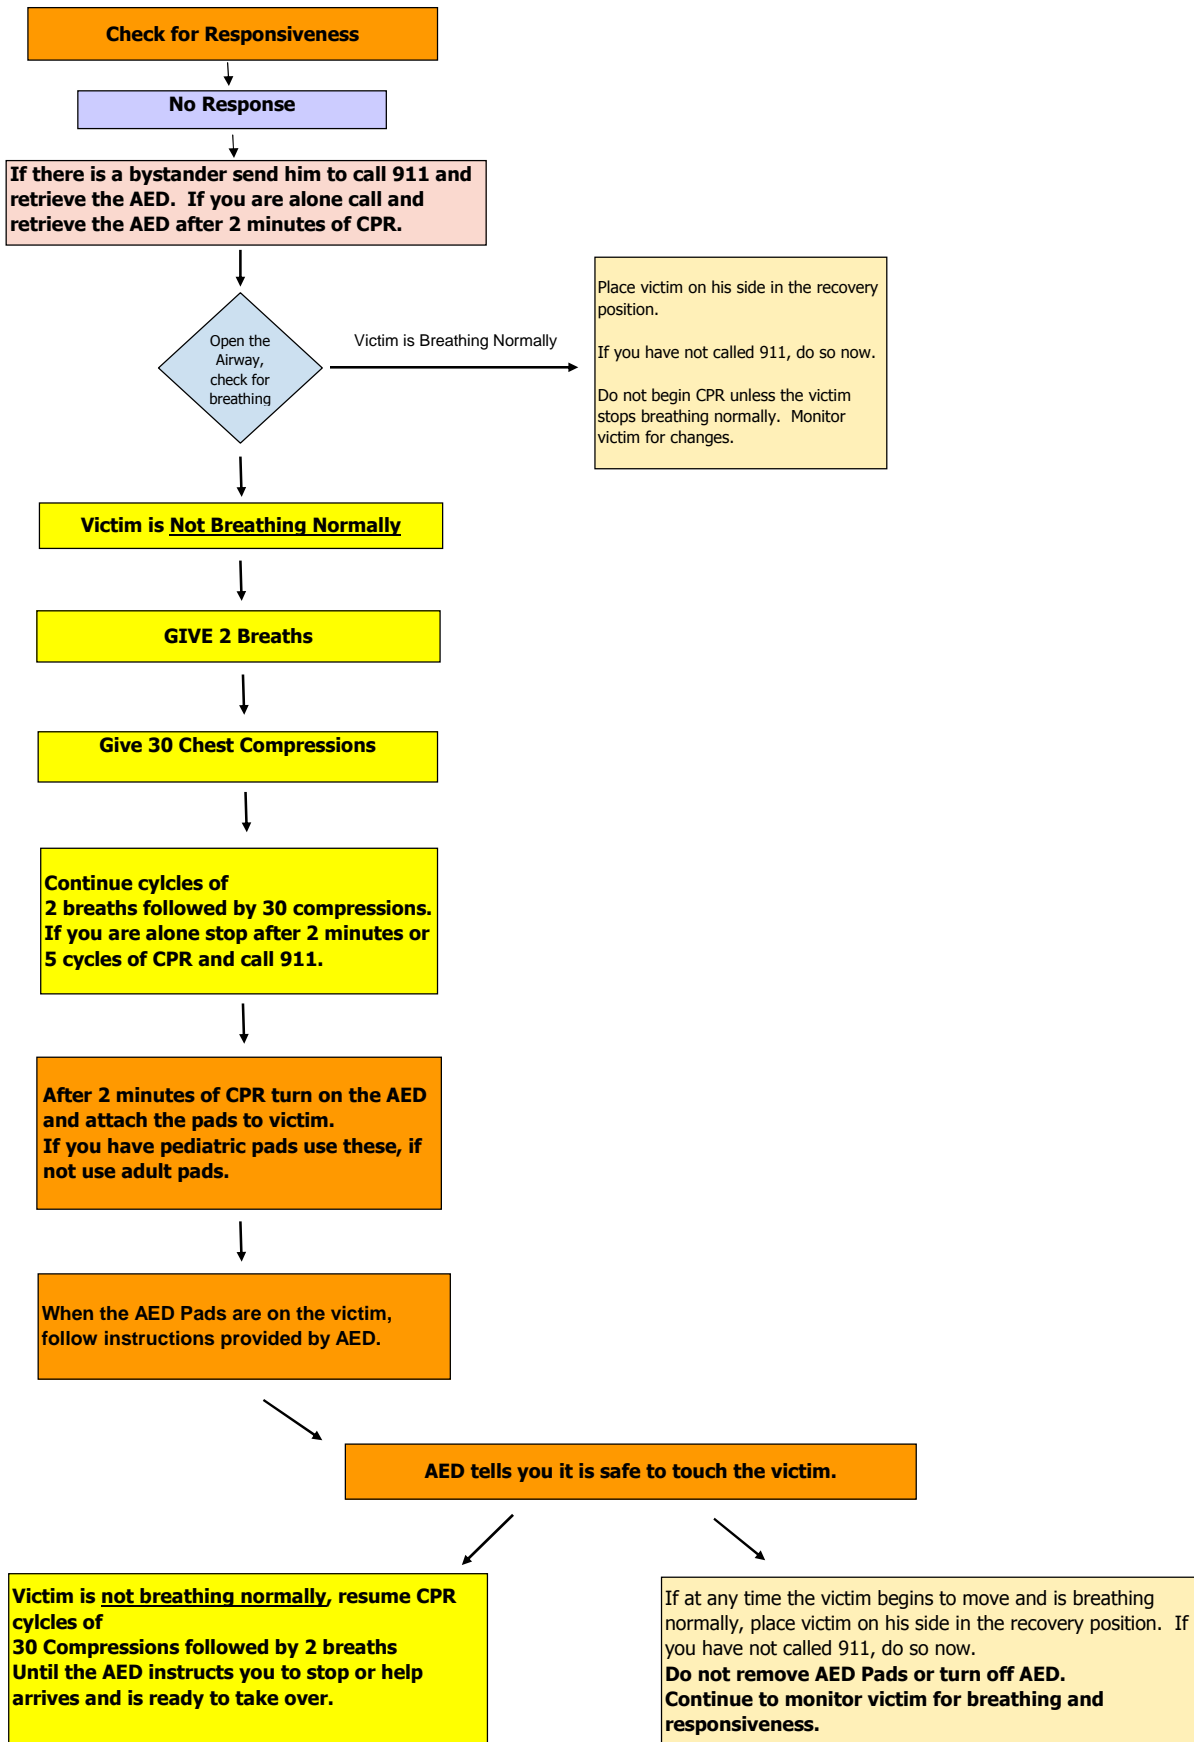 Check for Responsiveness
No Response
If there is a bystander send him to call 911 and
retrieve the AED.  If you are alone call and
retrieve the AED after 2 minutes of CPR.
Open the
Airway,
check for
breathing
Victim is Breathing Normally
Place victim on his side in the recovery
position.
If you have not called 911, do so now.
Do not begin CPR unless the victim
stops breathing normally.  Monitor
victim for changes.
Victim is Not Breathing Normally
GIVE 2 Breaths
Give 30 Chest Compressions
Continue cylcles of
2 breaths followed by 30 compressions.
If you are alone stop after 2 minutes or
5 cycles of CPR and call 911.
After 2 minutes of CPR turn on the AED
and attach the pads to victim.
If you have pediatric pads use these, if
not use adult pads.
When the AED Pads are on the victim,
follow instructions provided by AED.
AED tells you it is safe to touch the victim.
Victim is not breathing normally, resume CPR
cylcles of
30 Compressions followed by 2 breaths
Until the AED instructs you to stop or help
arrives and is ready to take over.
If at any time the victim begins to move and is breathing
normally, place victim on his side in the recovery position.  If
you have not called 911, do so now.
Do not remove AED Pads or turn off AED.
Continue to monitor victim for breathing and
responsiveness.